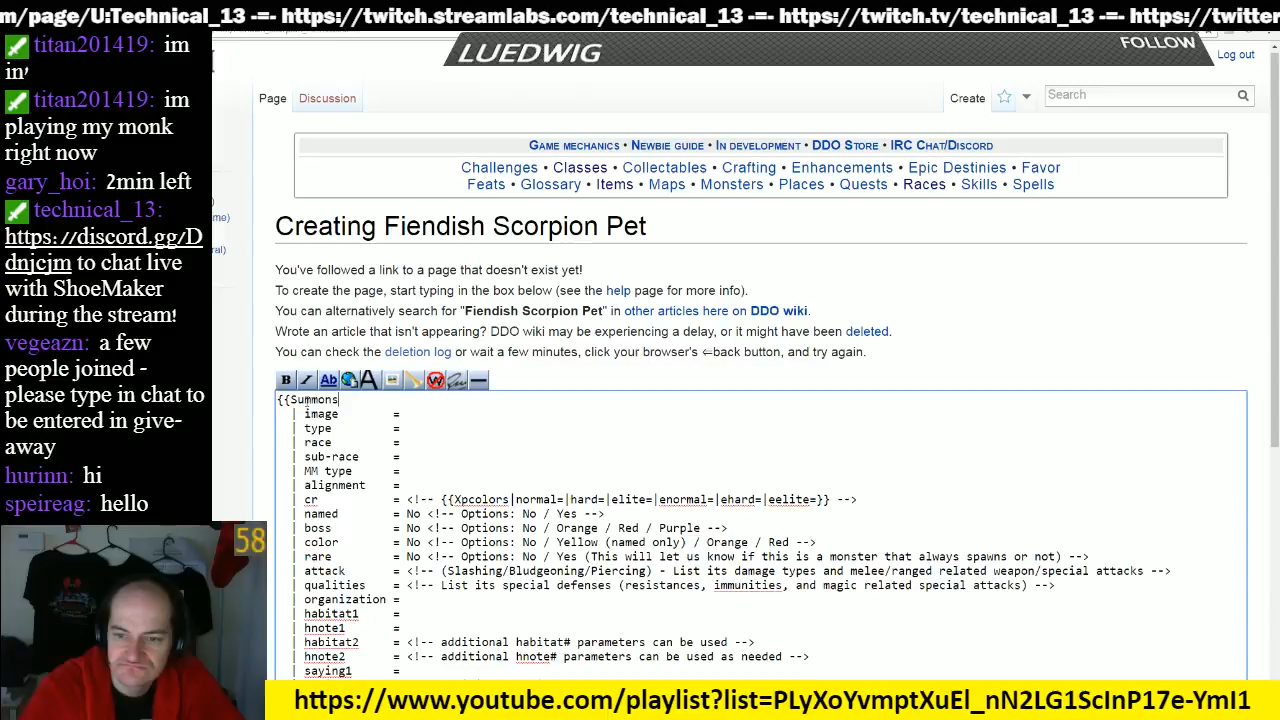 m/page/U:Technical_13 -=- https://twitch.streamlabs.com/technical_13 -=- https://twitch.tv/technical_13 -=- https://twitter
titan201419: im
in'
titan201419: im
playing my monk
right now
gary_hoi: 2min left
technical_13:
https://discord.gg/D
dnjcjm to chat live
with ShoeMaker
during the stream!
vegeazn: a few
people joined -
please type in chat to
be entered in give-
away
hurinn: hi
speireag: hello
58
LUEDWIG
FOLLOW
Log out
Page Discussion Create Search
Game mechanics • Newbie guide • In development • DDO Store • IRC Chat/Discord
Challenges • Classes • Collectables • Crafting • Enhancements • Epic Destinies • Favor
Feats • Glossary • Items • Maps • Monsters • Places • Quests • Races • Skills • Spells
me)
ral)
Creating Fiendish Scorpion Pet
You've followed a link to a page that doesn't exist yet!
To create the page, start typing in the box below (see the help page for more info).
You can alternatively search for "Fiendish Scorpion Pet" in other articles here on DDO wiki.
Wrote an article that isn't appearing? DDO wiki may be experiencing a delay, or it might have been deleted.
You can check the deletion log or wait a few minutes, click your browser's ⇐back button, and try again.
B I Ab A W
{{Summons
| image =
| type =
| race =
| sub-race =
| MM type =
| alignment =
| cr = <!-- {{Xpcolors|normal=|hard=|elite=|enormal=|ehard=|eelite=}} -->
| named = No <!-- Options: No / Yes -->
| boss = No <!-- Options: No / Orange / Red / Purple -->
| color = No <!-- Options: No / Yellow (named only) / Orange / Red -->
| rare = No <!-- Options: No / Yes (This will let us know if this is a monster that always spawns or not) -->
| attack = <!-- (Slashing/Bludgeoning/Piercing) - List its damage types and melee/ranged related weapon/special attacks -->
| qualities = <!-- List its special defenses (resistances, immunities, and magic related special attacks) -->
| organization =
| habitat1 =
| hnote1 =
| habitat2 = <!-- additional habitat# parameters can be used -->
| hnote2 = <!-- additional hnote# parameters can be used as needed -->
| saying1 =
https://www.youtube.com/playlist?list=PLyXoYvmptXuEl_nN2LG1ScInP17e-YmI1